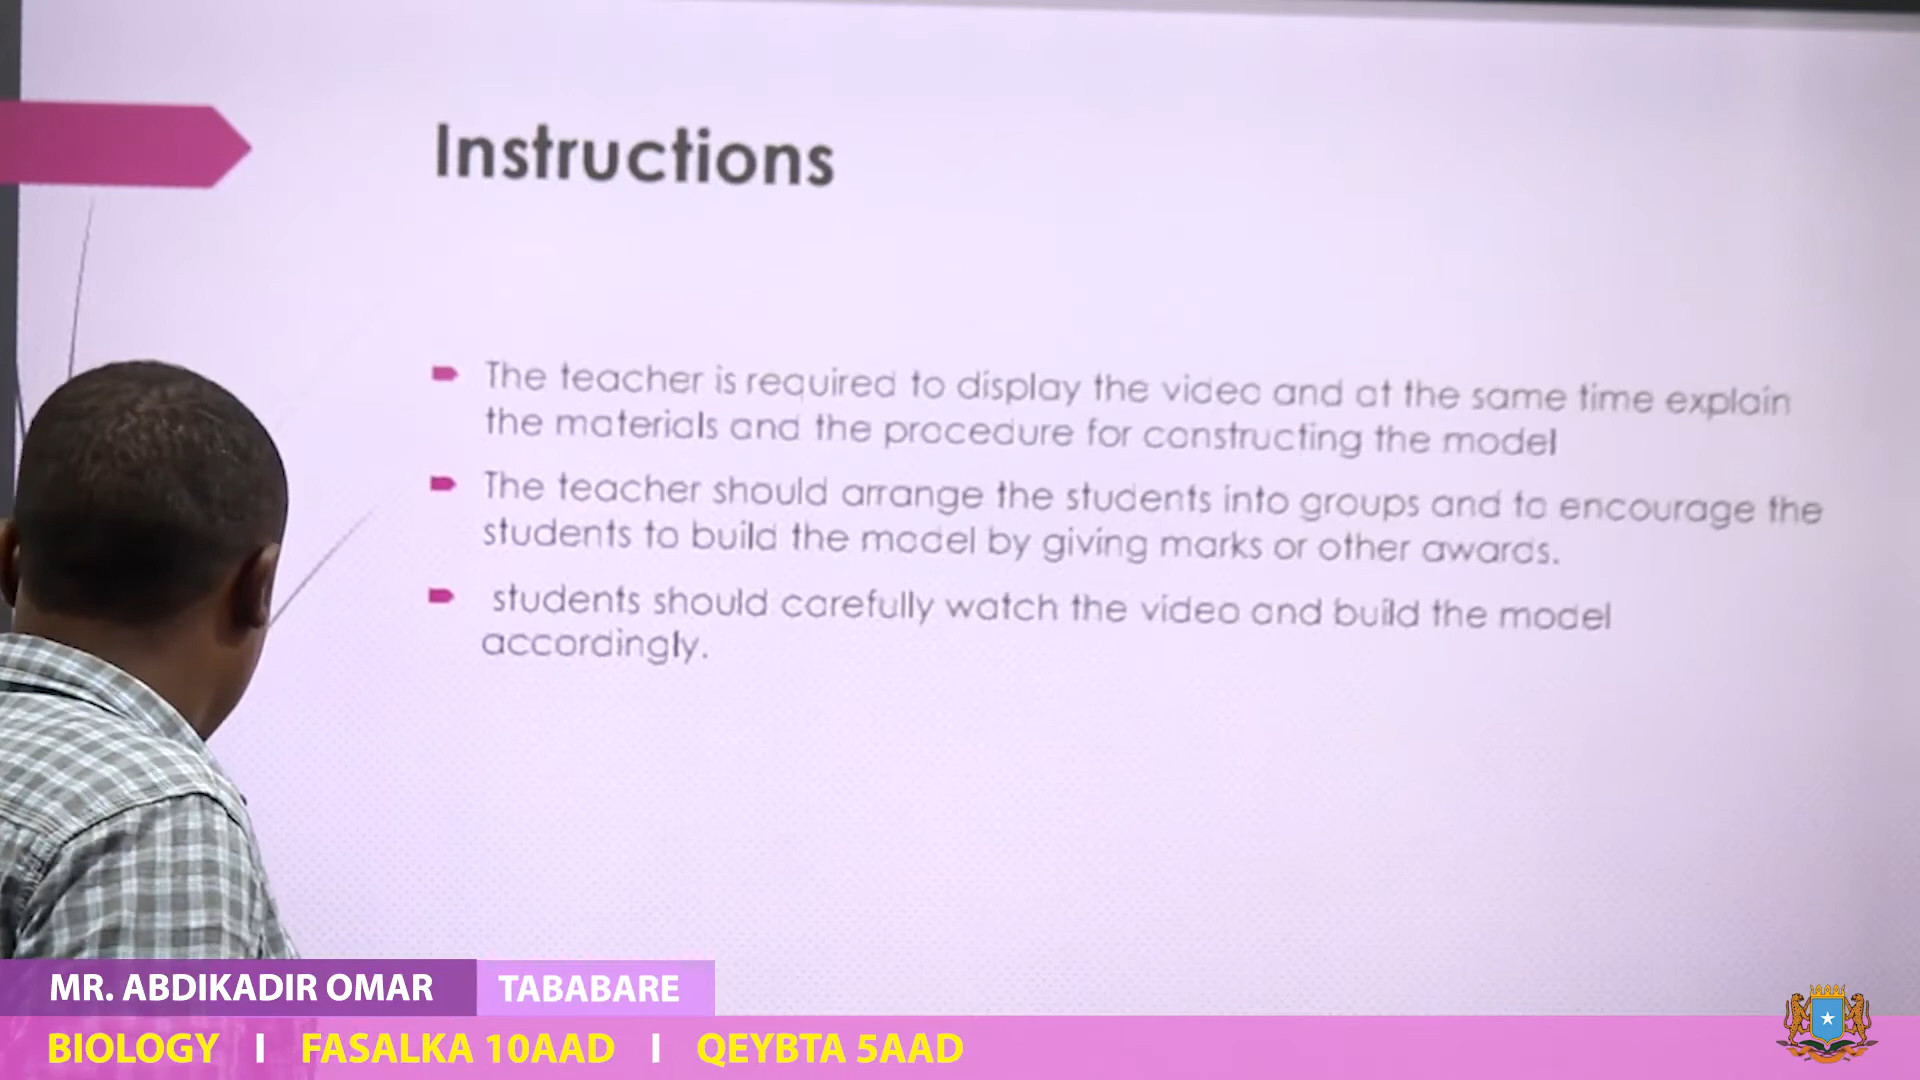 Instructions
The teacher is required to display the video and at the same time explain
the materials and the procedure for constructing the model
The teacher should arrange the students into groups and to encourage the
students to build the model by giving marks or other awards.
students should carefully watch the video and build the model
accordingly.
MR. ABDIKADIR OMAR TABABARE
BIOLOGY I FASALKA 10AAD I QEYBTA 5AAD